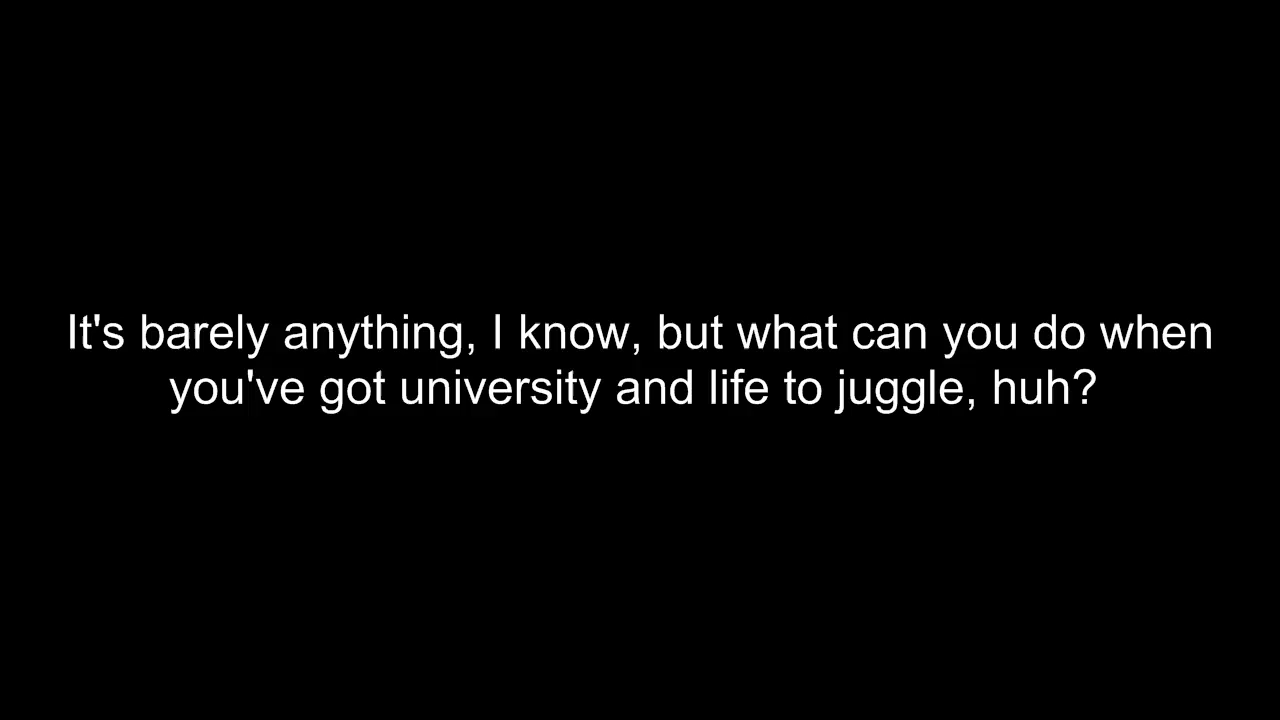 It's barely anything, I know, but what can you do when
you've got university and life to juggle, huh?